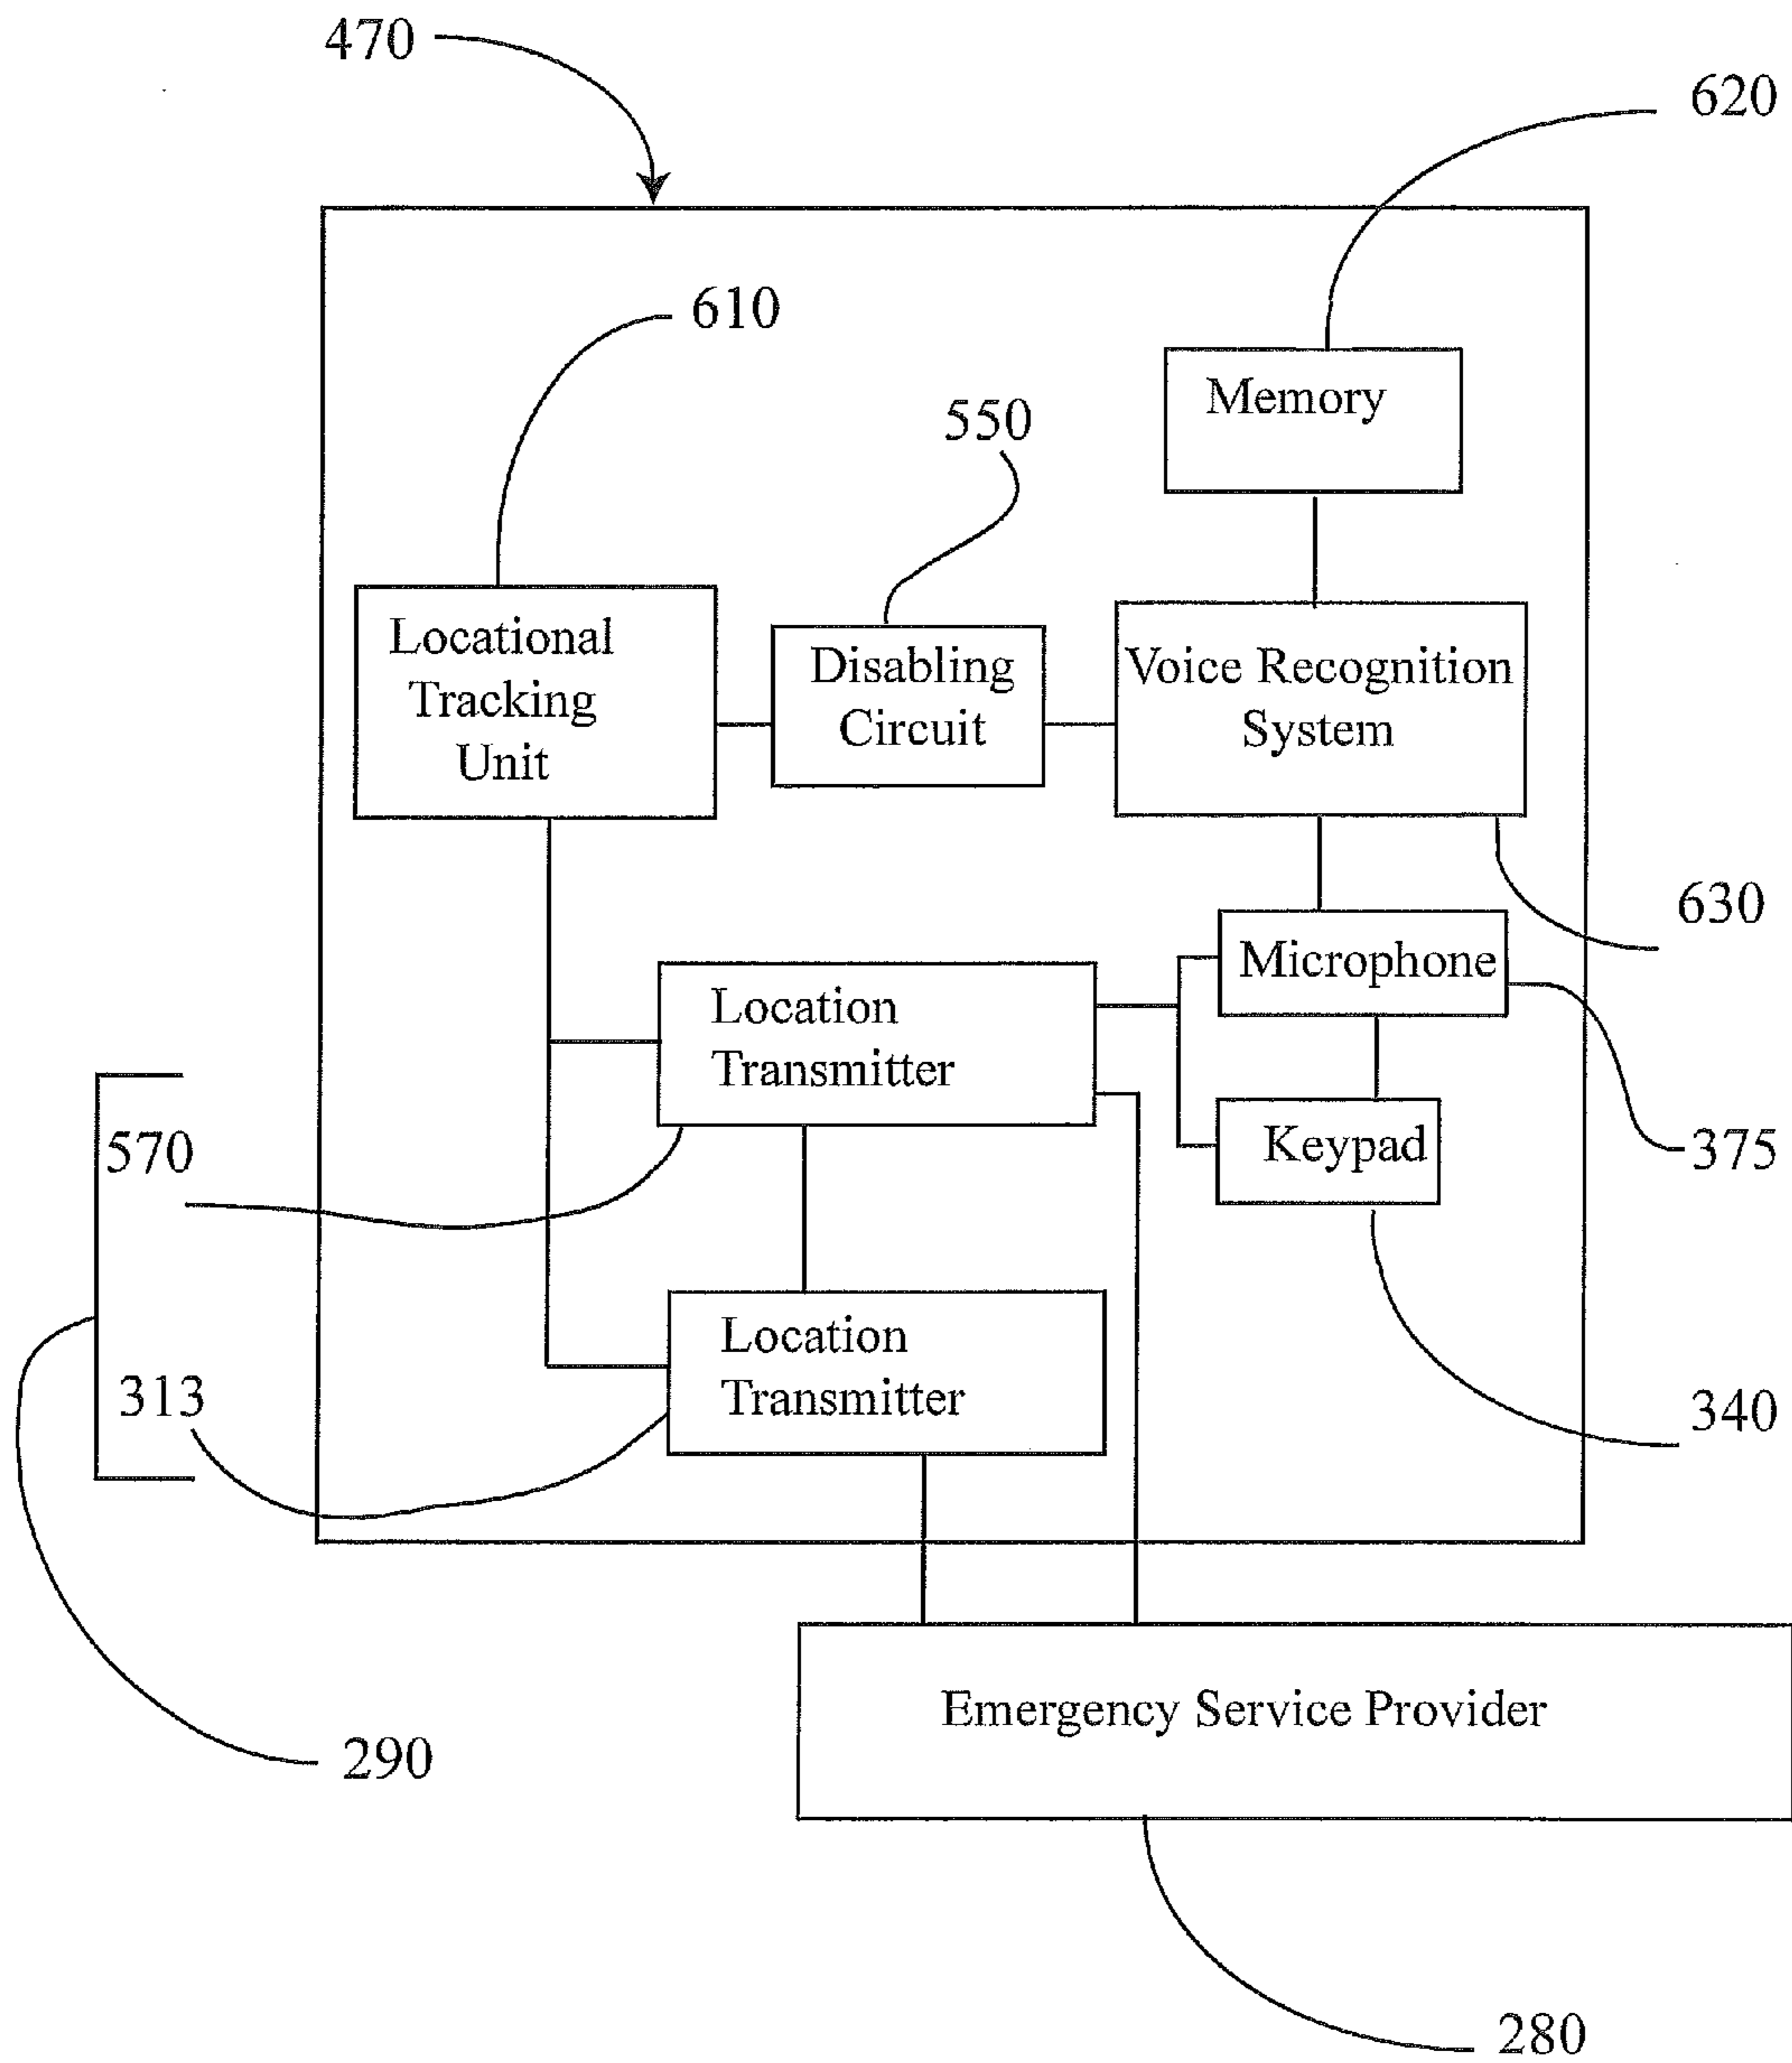 470
620
610
Memory
550
Locational
Tracking
Unit
Disabling
Circuit
Voice Recognition
System
630
Microphone
Location
Transmitter
570
Keypad
375
Location
Transmitter
313
340
Emergency Service Provider
290
280